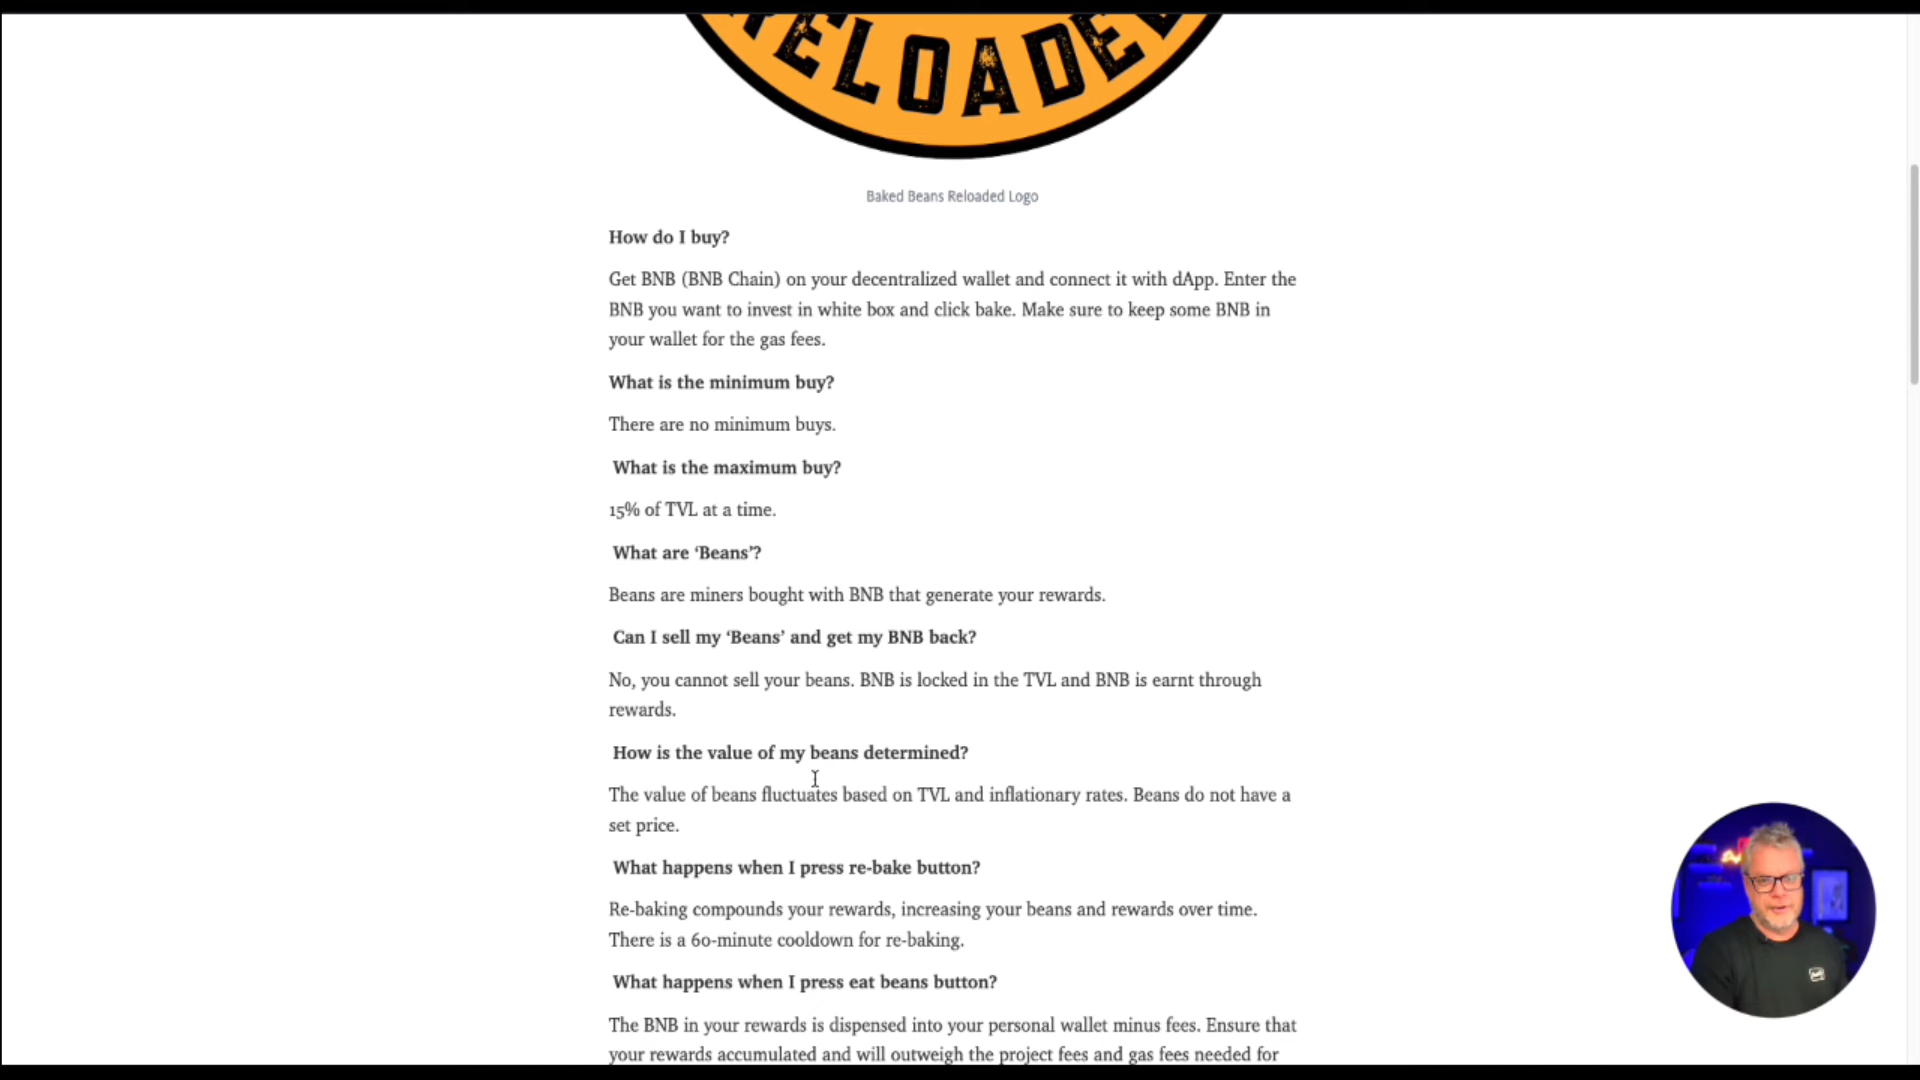 RELOADED
Baked Beans Reloaded Logo
How do I buy?
Get BNB (BNB Chain) on your decentralized wallet and connect it with dApp. Enter the
BNB you want to invest in white box and click bake. Make sure to keep some BNB in
your wallet for the gas fees.
What is the minimum buy?
There are no minimum buys.
What is the maximum buy?
15% of TVL at a time.
What are ‘Beans’?
Beans are miners bought with BNB that generate your rewards.
Can I sell my ‘Beans’ and get my BNB back?
No, you cannot sell your beans. BNB is locked in the TVL and BNB is earnt through
rewards.
How is the value of my beans determined?
The value of beans fluctuates based on TVL and inflationary rates. Beans do not have a
set price.
What happens when I press re-bake button?
Re-baking compounds your rewards, increasing your beans and rewards over time.
There is a 60-minute cooldown for re-baking.
What happens when I press eat beans button?
The BNB in your rewards is dispensed into your personal wallet minus fees. Ensure that
your rewards accumulated and will outweigh the project fees and gas fees needed for